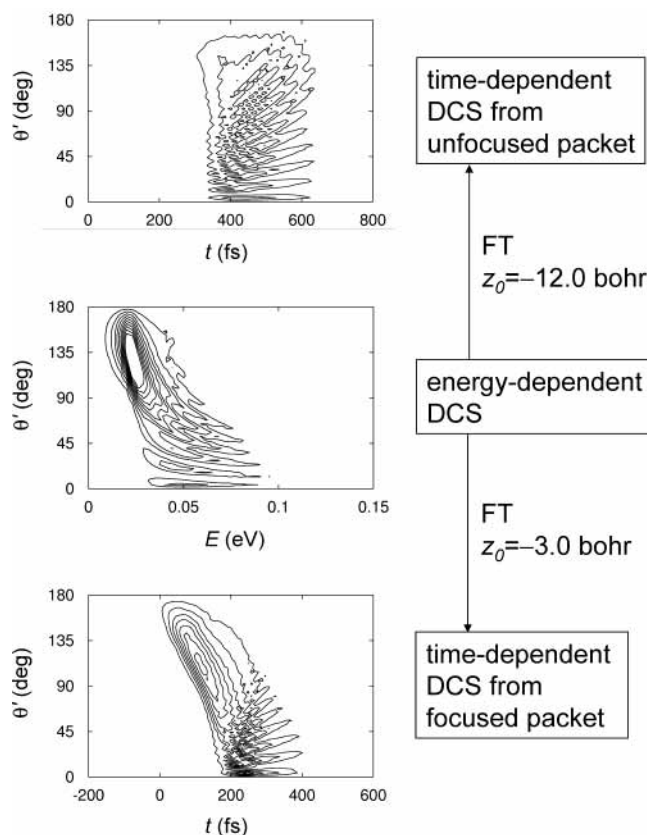 180
135
90
45
0
θ′ (deg)
0 200 400 600 800
t (fs)
time-dependent
DCS from
unfocused packet
FT
z0=−12.0 bohr
180
135
90
45
0
θ′ (deg)
0 0.05 0.1 0.15
E (eV)
energy-dependent
DCS
FT
z0=−3.0 bohr
180
135
90
45
0
θ′ (deg)
-200 0 200 400 600
t (fs)
time-dependent
DCS from
focused packet